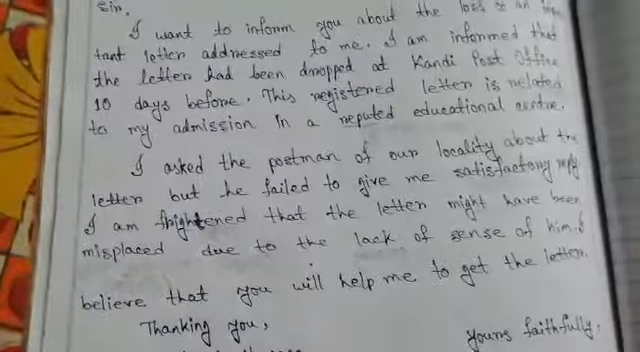 Sir,
I want to inform you about the loss of an impor
tant letter addressed to me. I am informed that
the letter had been dropped at Kandi Post Office
10 days before. This registered letter is related
to my admission in a reputed educational centre.
I asked the postman of our locality about the
letter but he failed to give me satisfactory reply
I am frightened that the letter might have been
misplaced due to the lack of sense of him. I
believe that you will help me to get the letter.
Thanking you,
Yours faithfully,